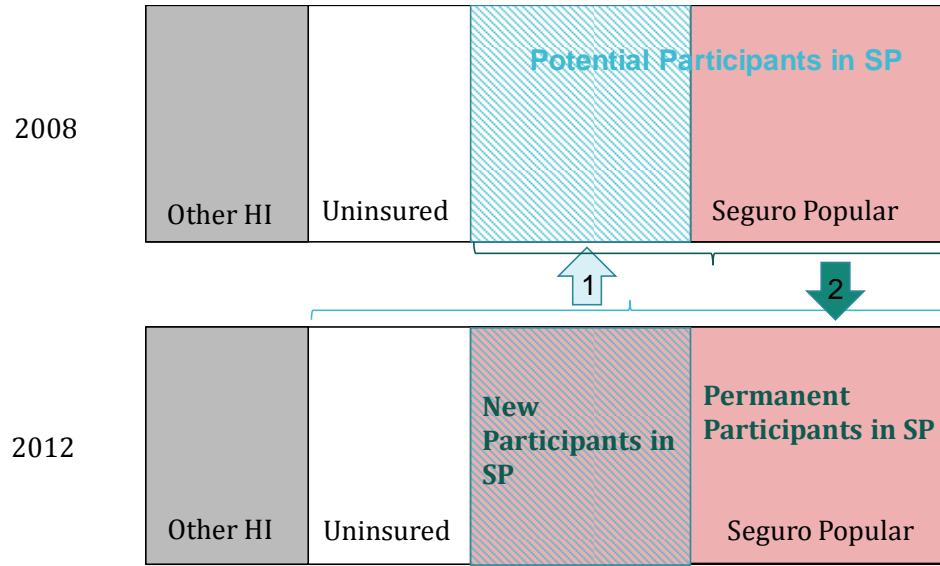 Potential Participants in SP
2008
Other HI
Uninsured
Seguro Popular
1
2
New
Participants in
SP
Permanent
Participants in SP
2012
Other HI
Uninsured
Seguro Popular